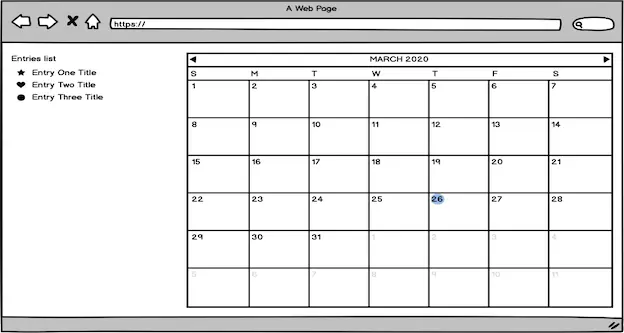 A Web Page
https://
Entries list
Entry One Title
Entry Two Title
Entry Three Title
MARCH 2020
S M T W T F S
1 2 3 4 5 6 7
8 9 10 11 12 13 14
15 16 17 18 19 20 21
22 23 24 25 26 27 28
29 30 31 1 2 3 4
5 6 7 8 9 10 11